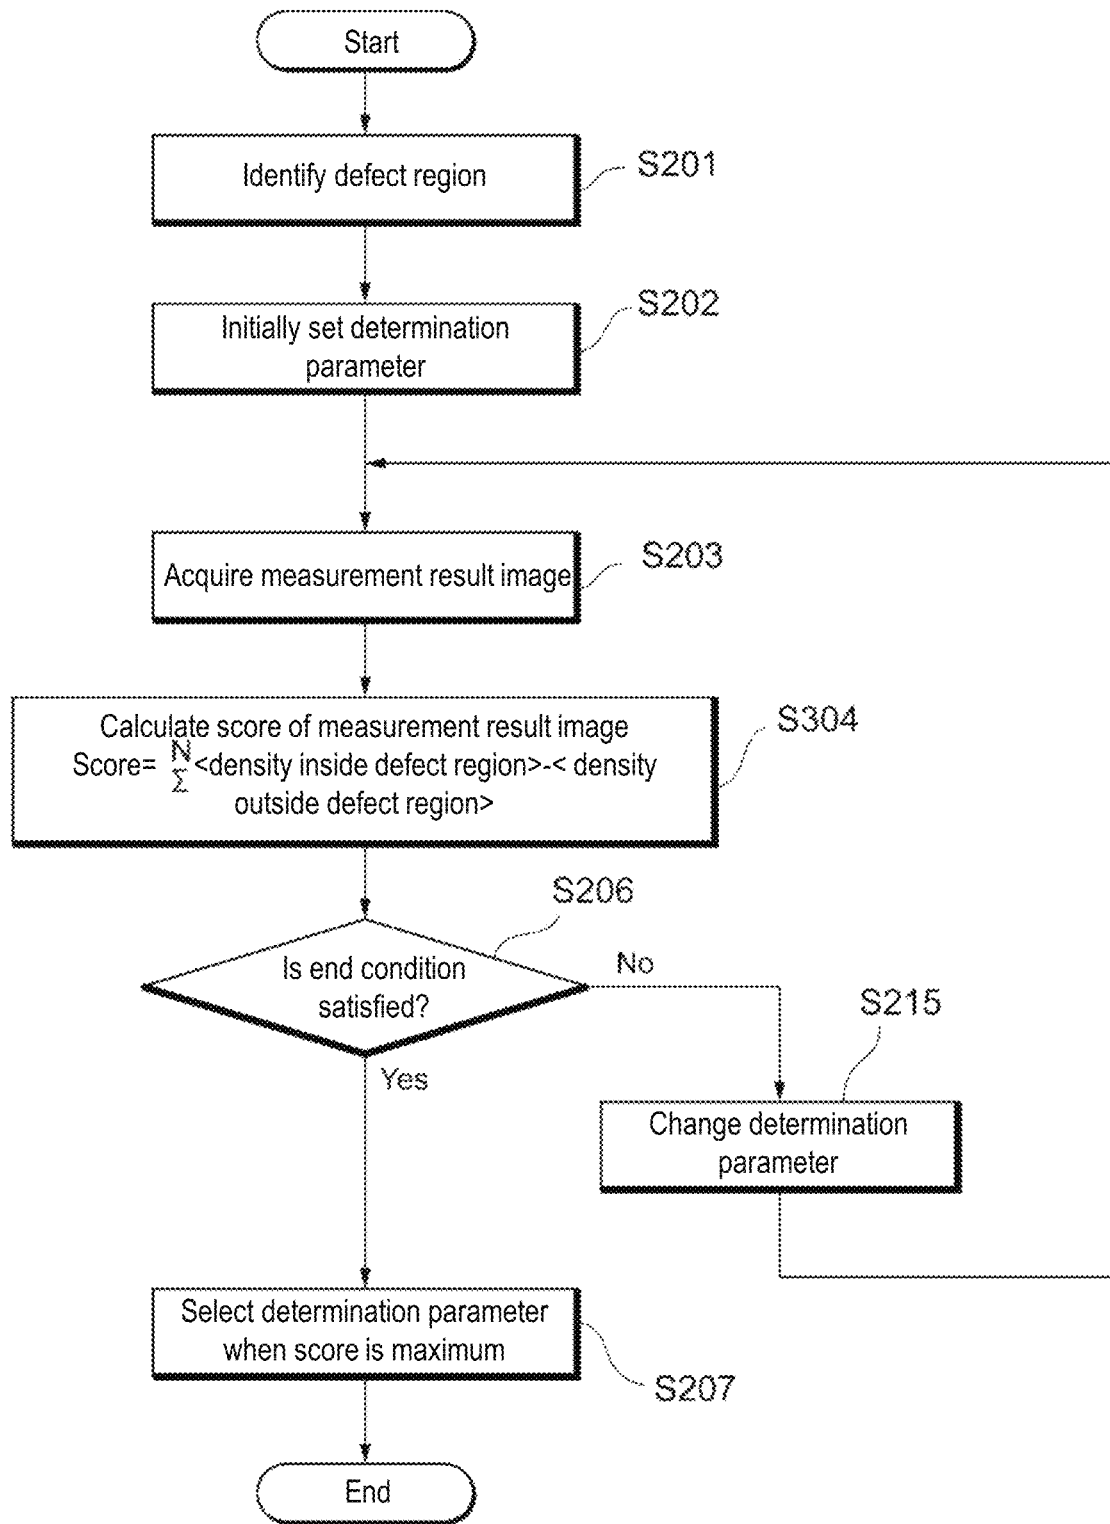 Start
Identify defect region
S201
Initially set determination
parameter
S202
Acquire measurement result image
S203
Calculate score of measurement result image
Score= N Σ <density inside defect region>-< density
outside defect region>
S304
Is end condition
satisfied?
S206
No
Yes
Change determination
parameter
S215
Select determination parameter
when score is maximum
S207
End